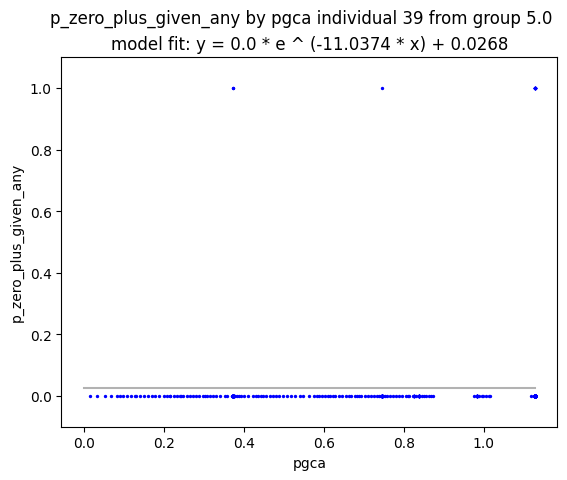 p_zero_plus_given_any by pgca individual 39 from group 5.0
model fit: y = 0.0 * e ^ (-11.0374 * x) + 0.0268
p_zero_plus_given_any
1.0
0.8
0.6
0.4
0.2
0.0
0.0 0.2 0.4 0.6 0.8 1.0
pgca